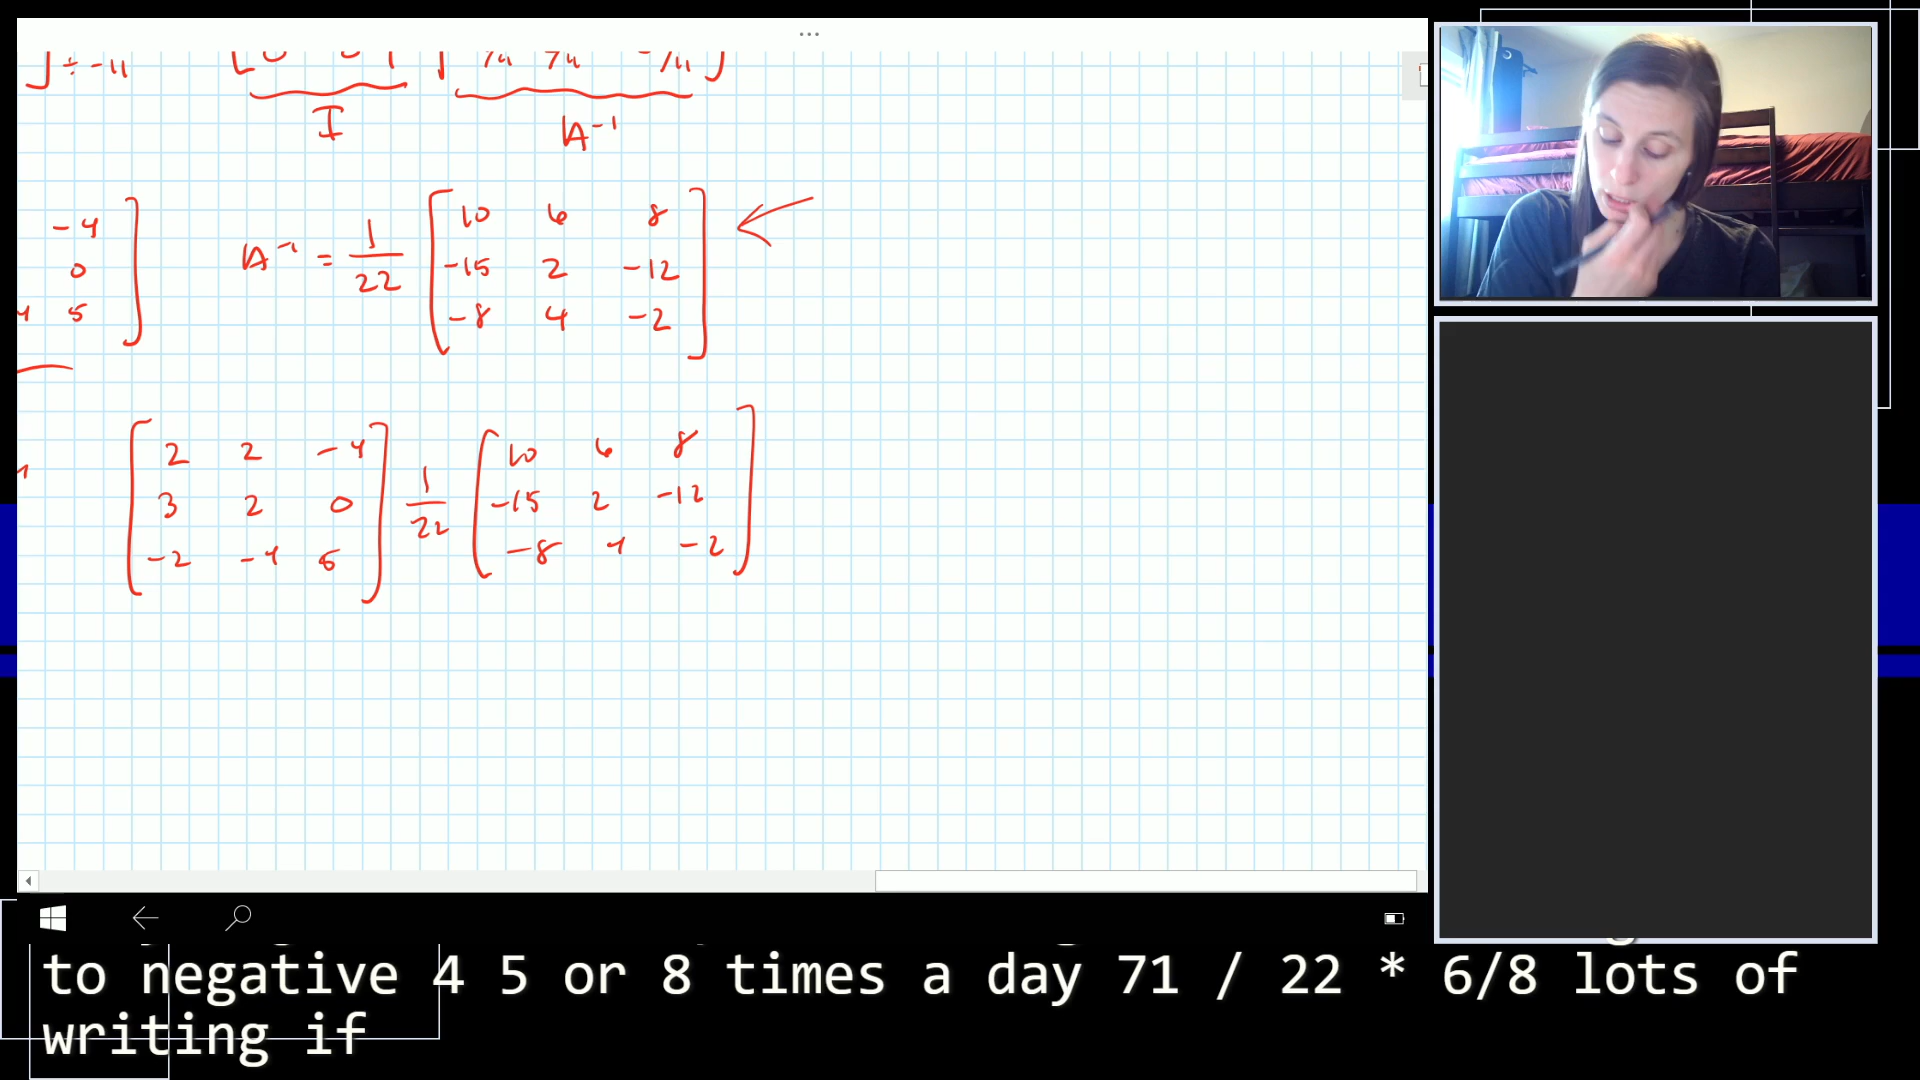 ] ÷ -11
I
A⁻¹
-4
0
5
A⁻¹ = 1/22 [ 10 6 8
-15 2 -12
-8 4 -2 ]
[ 2 2 -4
3 2 0
-2 -4 5 ] 1/22 [ 10 6 8
-15 2 -12
-8 4 -2 ]
to negative 4 5 or 8 times a day 71 / 22 * 6/8 lots of
writing if